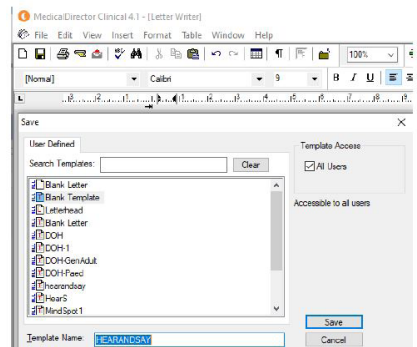 MedicalDirector Clinical 4.1 - [Letter Writer]
File Edit View Insert Format Table Window Help
100%
[Normal] Calibri 9 B I U
Save
User Defined
Template Access
Search Templates: Clear
All Users
Blank Letter
Blank Template
Accessible to all users
Letterhead
Blank Letter
DOH
DOH-1
DOH-GenAdult
DOH-Paed
hearandsay
HearS
MindSpot1
Save
Template Name: HEARANDSAY
Cancel